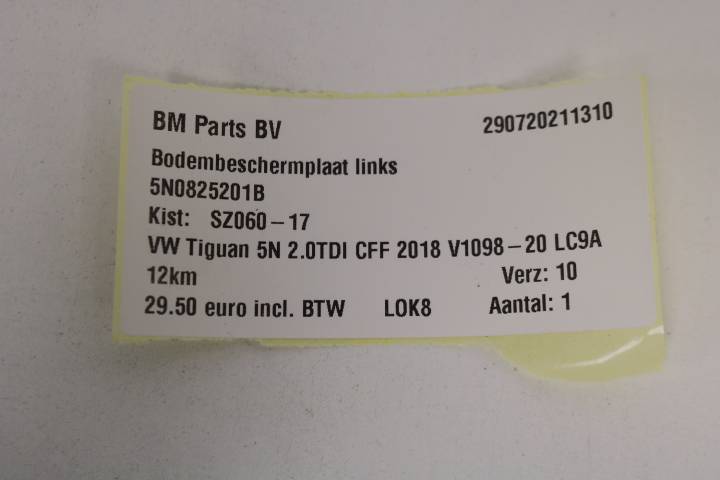 BM Parts BV 290720211310
Bodembeschermplaat links
5N0825201B
Kist: SZ060-17
VW Tiguan 5N 2.0TDI CFF 2018 V1098-20 LC9A
12km Verz: 10
29.50 euro incl. BTW LOK8 Aantal: 1